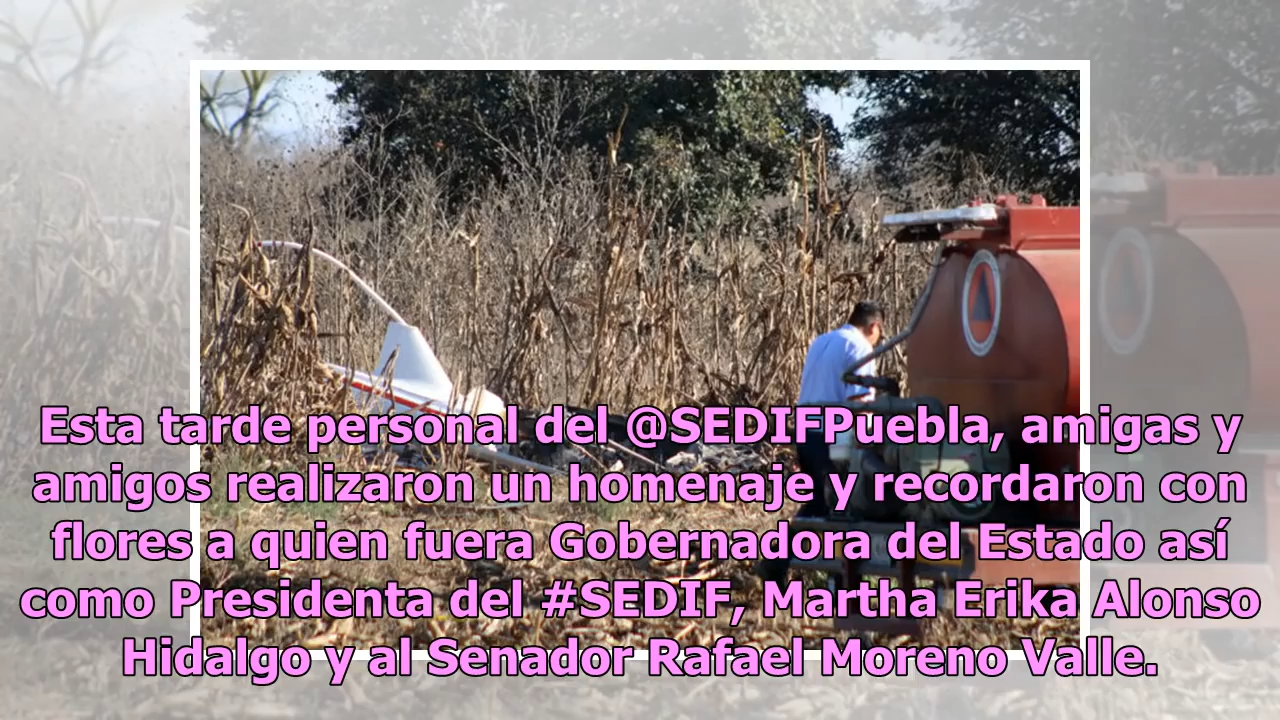 Esta tarde personal del @SEDIFPuebla, amigas y
amigos realizaron un homenaje y recordaron con
flores a quien fuera Gobernadora del Estado así
como Presidenta del #SEDIF, Martha Erika Alonso
Hidalgo y al Senador Rafael Moreno Valle.